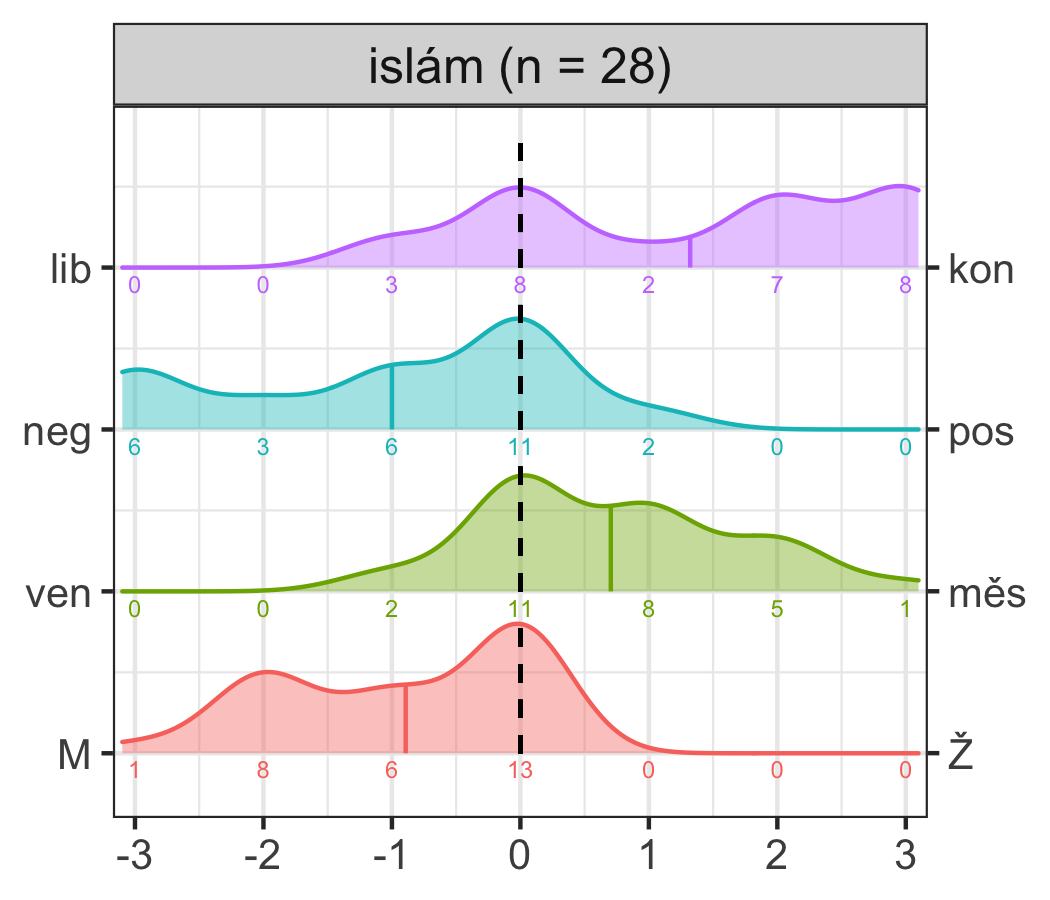 islám (n = 28)
lib kon
0 0 3 8 2 7 8
neg pos
6 3 6 11 2 0 0
ven měs
0 0 2 11 8 5 1
M Ž
1 8 6 13 0 0 0
-3 -2 -1 0 1 2 3